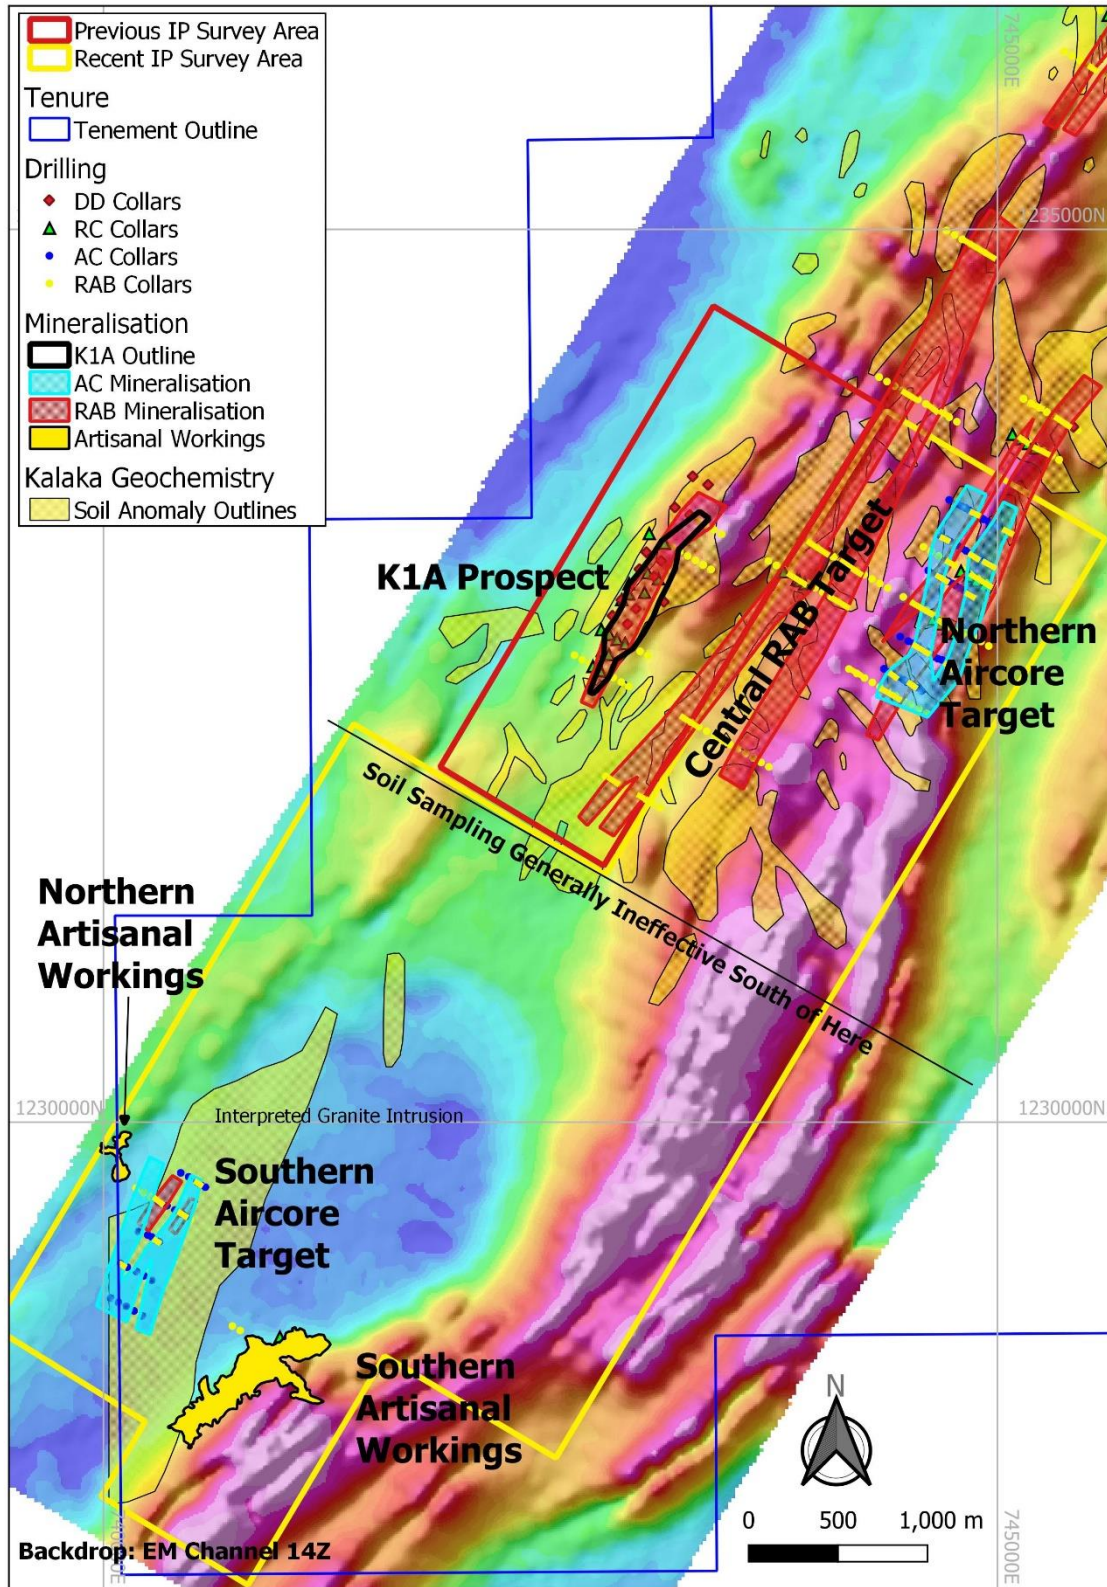 Previous IP Survey Area
Recent IP Survey Area
Tenure
Tenement Outline
Drilling
DD Collars
RC Collars
AC Collars
RAB Collars
Mineralisation
K1A Outline
AC Mineralisation
RAB Mineralisation
Artisanal Workings
Kalaka Geochemistry
Soil Anomaly Outlines
745000E
1235000N
K1A Prospect
Central RAB Target
Northern
Aircore
Target
Soil Sampling Generally Ineffective South of Here
Northern
Artisanal
Workings
1230000N
1230000N
Interpreted Granite Intrusion
Southern
Aircore
Target
Southern
Artisanal
Workings
N
0 500 1,000 m
Backdrop: EM Channel 14Z
740000E
745000E